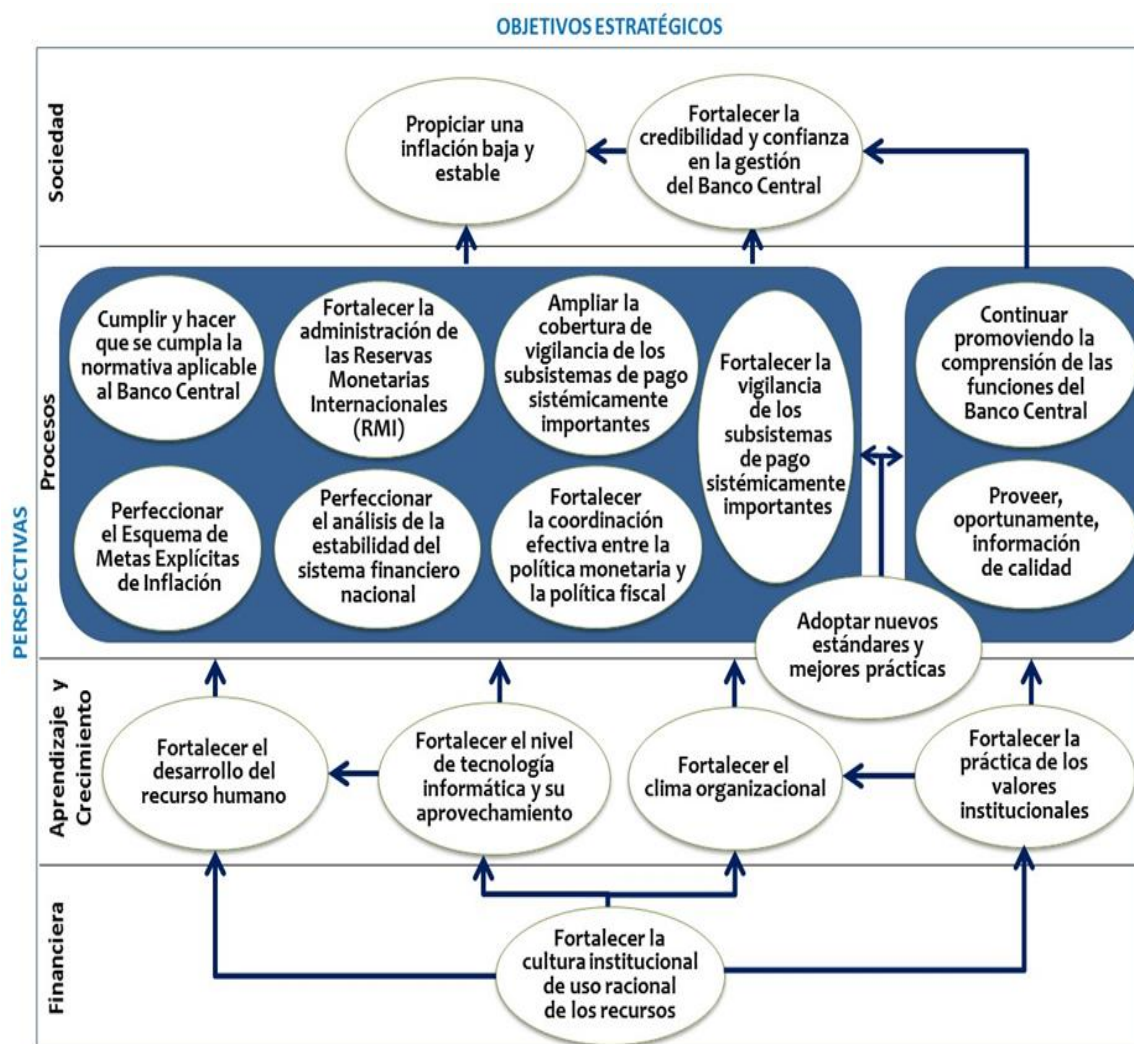 OBJETIVOS ESTRATÉGICOS
PERSPECTIVAS
Sociedad
Propiciar una
inflación baja y
estable
Fortalecer la
credibilidad y confianza
en la gestión
del Banco Central
Procesos
Cumplir y hacer
que se cumpla la
normativa aplicable
al Banco Central
Fortalecer la
administración de
las Reservas
Monetarias
Internacionales
(RMI)
Ampliar la
cobertura de
vigilancia de los
subsistemas de pago
sistémicamente
importantes
Fortalecer la
vigilancia
de los
subsistemas
de pago
sistémicamente
importantes
Continuar
promoviendo la
comprensión de las
funciones del
Banco Central
Perfeccionar
el Esquema de
Metas Explícitas
de Inflación
Perfeccionar
el análisis de la
estabilidad del
sistema financiero
nacional
Fortalecer
la coordinación
efectiva entre la
política monetaria y
la política fiscal
Proveer,
oportunamente,
información
de calidad
Adoptar nuevos
estándares y
mejores prácticas
Aprendizaje y
Crecimiento
Fortalecer el
desarrollo del
recurso humano
Fortalecer el nivel
de tecnología
informática y su
aprovechamiento
Fortalecer el
clima organizacional
Fortalecer la
práctica de los
valores
institucionales
Financiera
Fortalecer la
cultura institucional
de uso racional
de los recursos